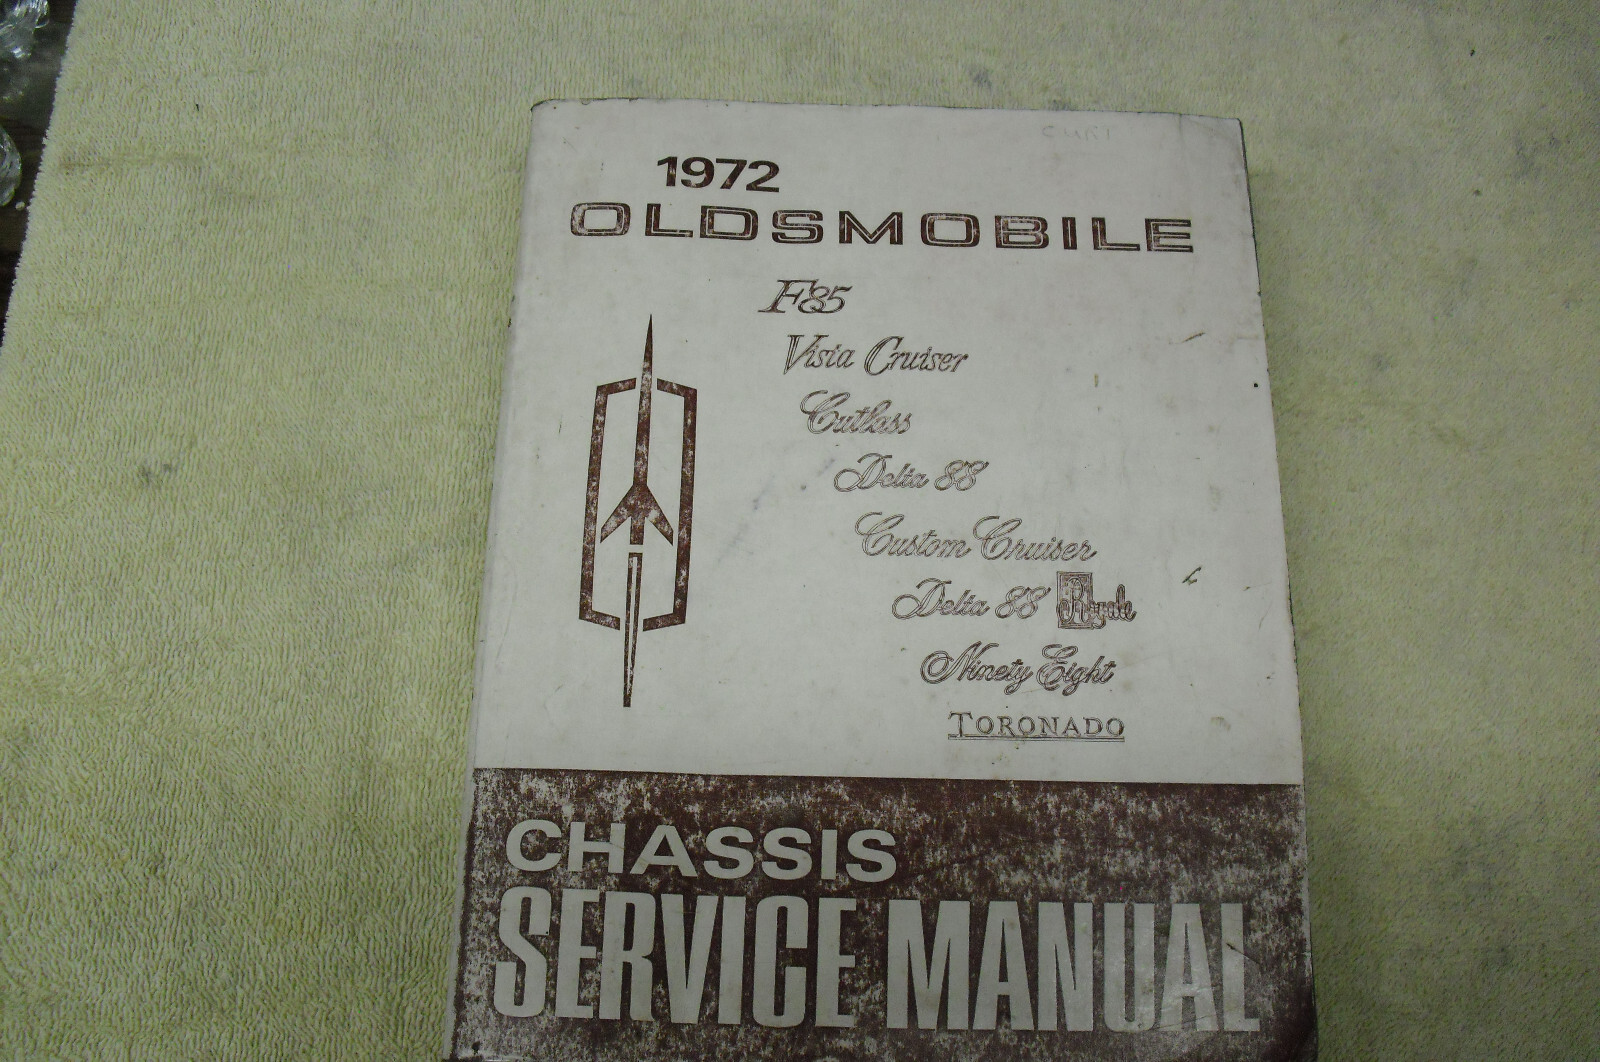 CURT
1972
OLDSMOBILE
F85
Vista Cruiser
Cutlass
Delta 88
Custom Cruiser
Delta 88 Royale
Ninety Eight
TORONADO
CHASSIS
SERVICE MANUAL